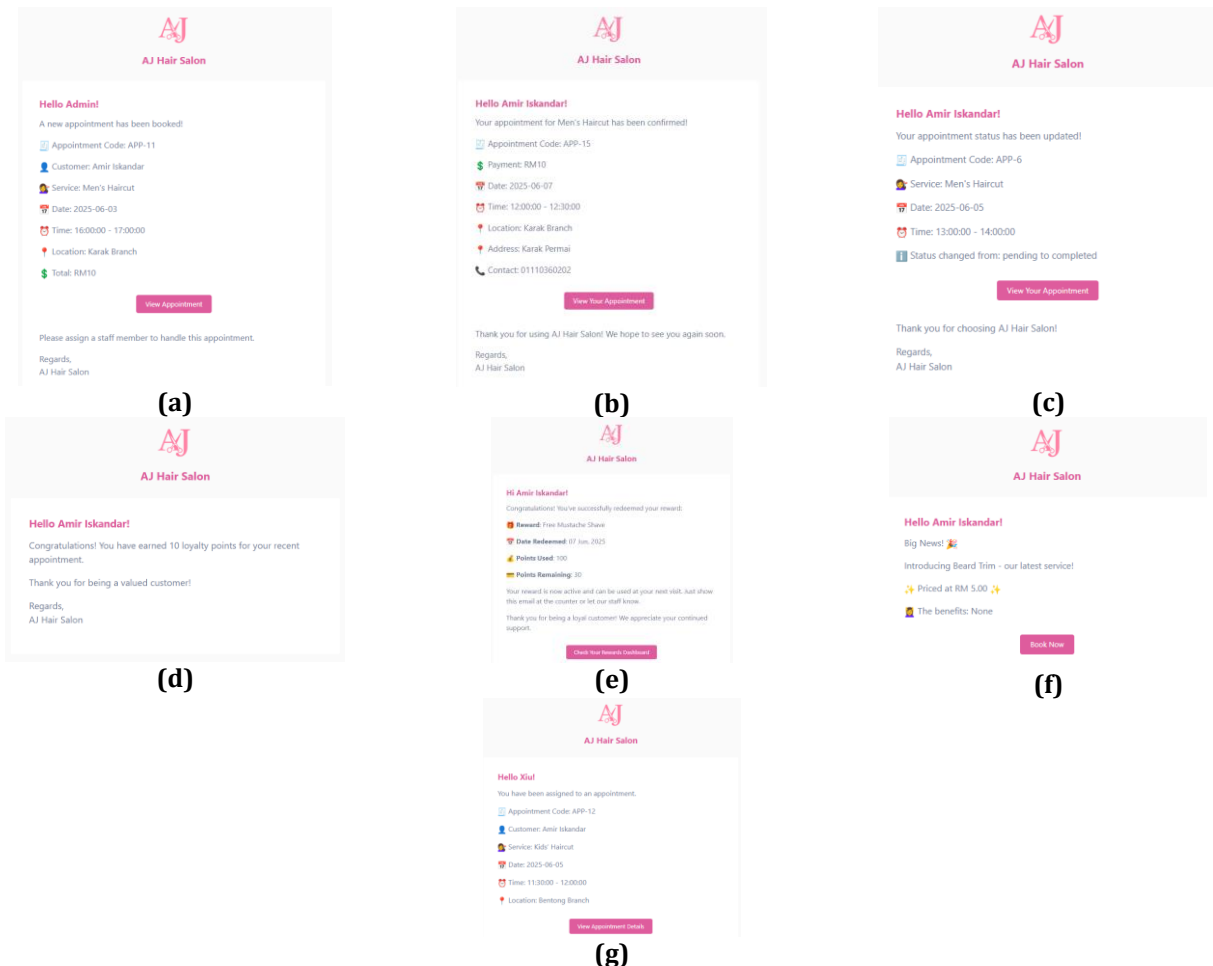 AJ
AJ Hair Salon
Hello Admin!
A new appointment has been booked!
🧾 Appointment Code: APP-11
👤 Customer: Amir Iskandar
💇 Service: Men's Haircut
📅 Date: 2025-06-03
⏰ Time: 16:00:00 - 17:00:00
📍 Location: Karak Branch
💲 Total: RM10
View Appointment
Please assign a staff member to handle this appointment.
Regards,
AJ Hair Salon
(a)
AJ
AJ Hair Salon
Hello Amir Iskandar!
Your appointment for Men's Haircut has been confirmed!
🧾 Appointment Code: APP-15
💲 Payment: RM10
📅 Date: 2025-06-07
⏰ Time: 12:00:00 - 12:30:00
📍 Location: Karak Branch
📍 Address: Karak Permai
📞 Contact: 01110360202
View Your Appointment
Thank you for using AJ Hair Salon! We hope to see you again soon.
Regards,
AJ Hair Salon
(b)
AJ
AJ Hair Salon
Hello Amir Iskandar!
Your appointment status has been updated!
🧾 Appointment Code: APP-6
💇 Service: Men's Haircut
📅 Date: 2025-06-05
⏰ Time: 13:00:00 - 14:00:00
ℹ️ Status changed from: pending to completed
View Your Appointment
Thank you for choosing AJ Hair Salon!
Regards,
AJ Hair Salon
(c)
AJ
AJ Hair Salon
Hello Amir Iskandar!
Congratulations! You have earned 10 loyalty points for your recent
appointment.
Thank you for being a valued customer!
Regards,
AJ Hair Salon
(d)
AJ
AJ Hair Salon
Hi Amir Iskandar!
Congratulations! You've successfully redeemed your reward:
🎁 Reward: Free Mustache Shave
📅 Date Redeemed: 07 Jun, 2025
💰 Points Used: 100
💳 Points Remaining: 30
Your reward is now active and can be used at your next visit. Just show
this email at the counter or let our staff know.
Thank you for being a loyal customer! We appreciate your continued
support.
Check Your Rewards Dashboard
(e)
AJ
AJ Hair Salon
Hello Amir Iskandar!
Big News! 🎉
Introducing Beard Trim - our latest service!
✨ Priced at RM 5.00 ✨
💆 The benefits: None
Book Now
(f)
AJ
AJ Hair Salon
Hello Xiu!
You have been assigned to an appointment.
🧾 Appointment Code: APP-12
👤 Customer: Amir Iskandar
💇 Service: Kids' Haircut
📅 Date: 2025-06-05
⏰ Time: 11:30:00 - 12:00:00
📍 Location: Bentong Branch
View Appointment Details
(g)